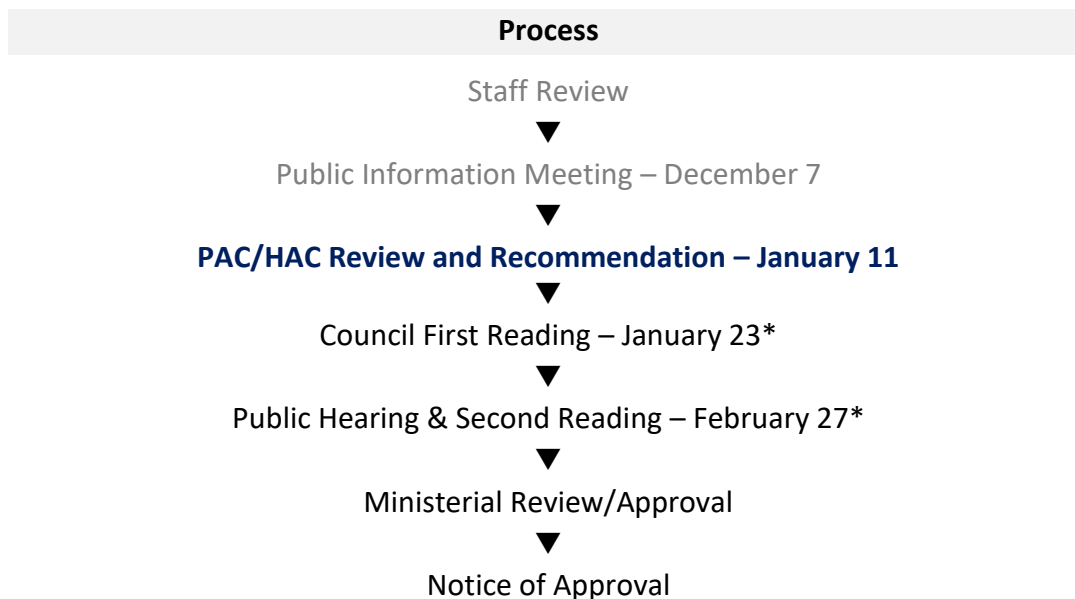 Process
Staff Review
Public Information Meeting – December 7
PAC/HAC Review and Recommendation – January 11
Council First Reading – January 23*
Public Hearing & Second Reading – February 27*
Ministerial Review/Approval
Notice of Approval